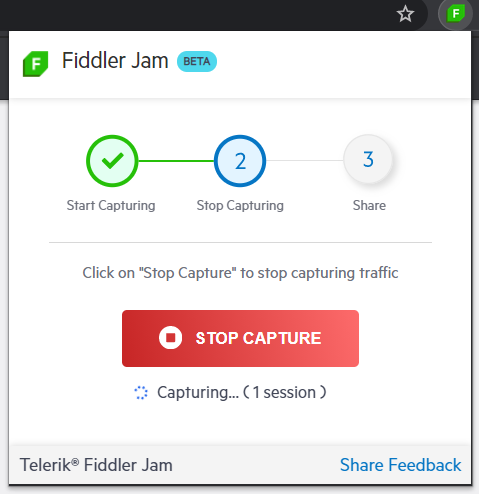 F
F
Fiddler Jam BETA
2 3
Start Capturing Stop Capturing Share
Click on "Stop Capture" to stop capturing traffic
STOP CAPTURE
Capturing... ( 1 session )
Telerik® Fiddler Jam Share Feedback